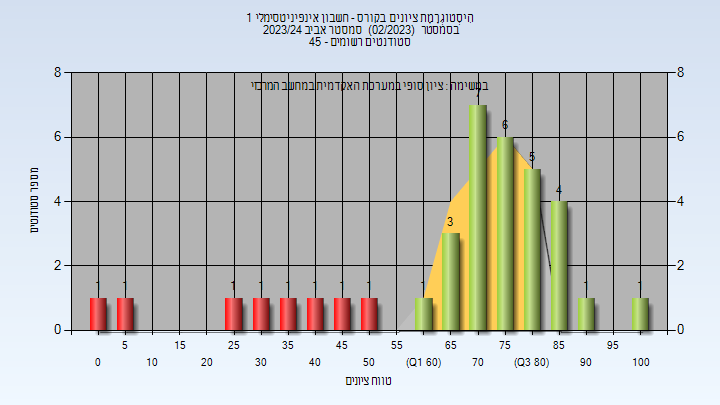 היסטוגרמת ציונים בקורס - חשבון אינפיניטסימלי 1
בסמסטר (02/2023) סמסטר אביב 2023/24
סטודנטים רשומים - 45
במשימה : ציון סופי במערכת האקדמית במחשב המרכזי
מספר סטודנטים
8 8
6 6
4 4
2 2
0 0
1 1 1 1 1 1 1 1 1 3 7 6 5 4 1 1
5 15 25 35 45 55 65 75 85
0 10 20 30 40 50 (Q1 60) 70 (Q3 80) 90 100
טווח ציונים